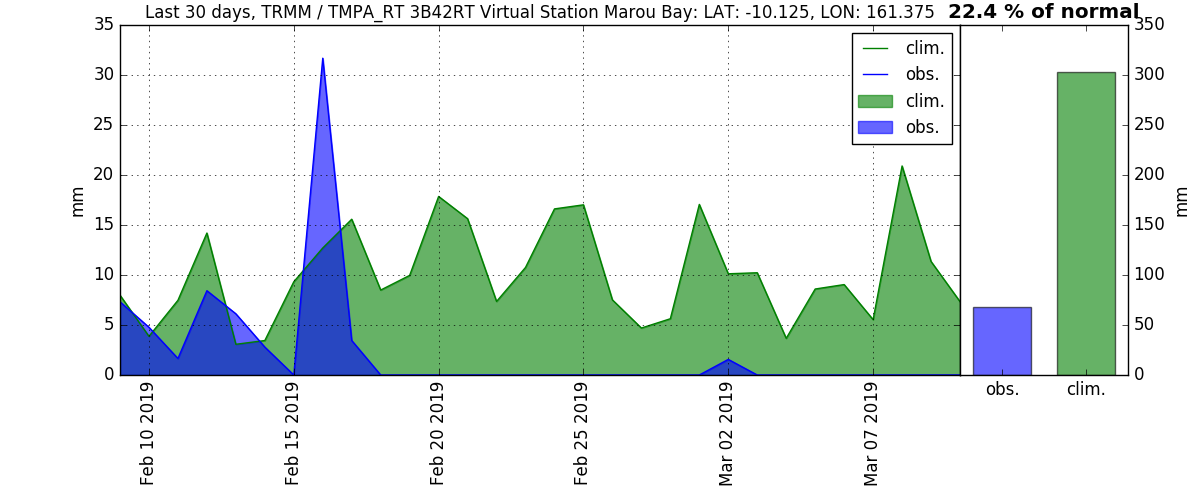 Last 30 days, TRMM / TMPA_RT 3B42RT Virtual Station Marou Bay: LAT: -10.125, LON: 161.375 22.4 % of normal
35
30
25
20
15
10
5
0
mm
clim.
obs.
clim.
obs.
350
300
250
200
150
100
50
0
mm
Feb 10 2019
Feb 15 2019
Feb 20 2019
Feb 25 2019
Mar 02 2019
Mar 07 2019
obs.
clim.